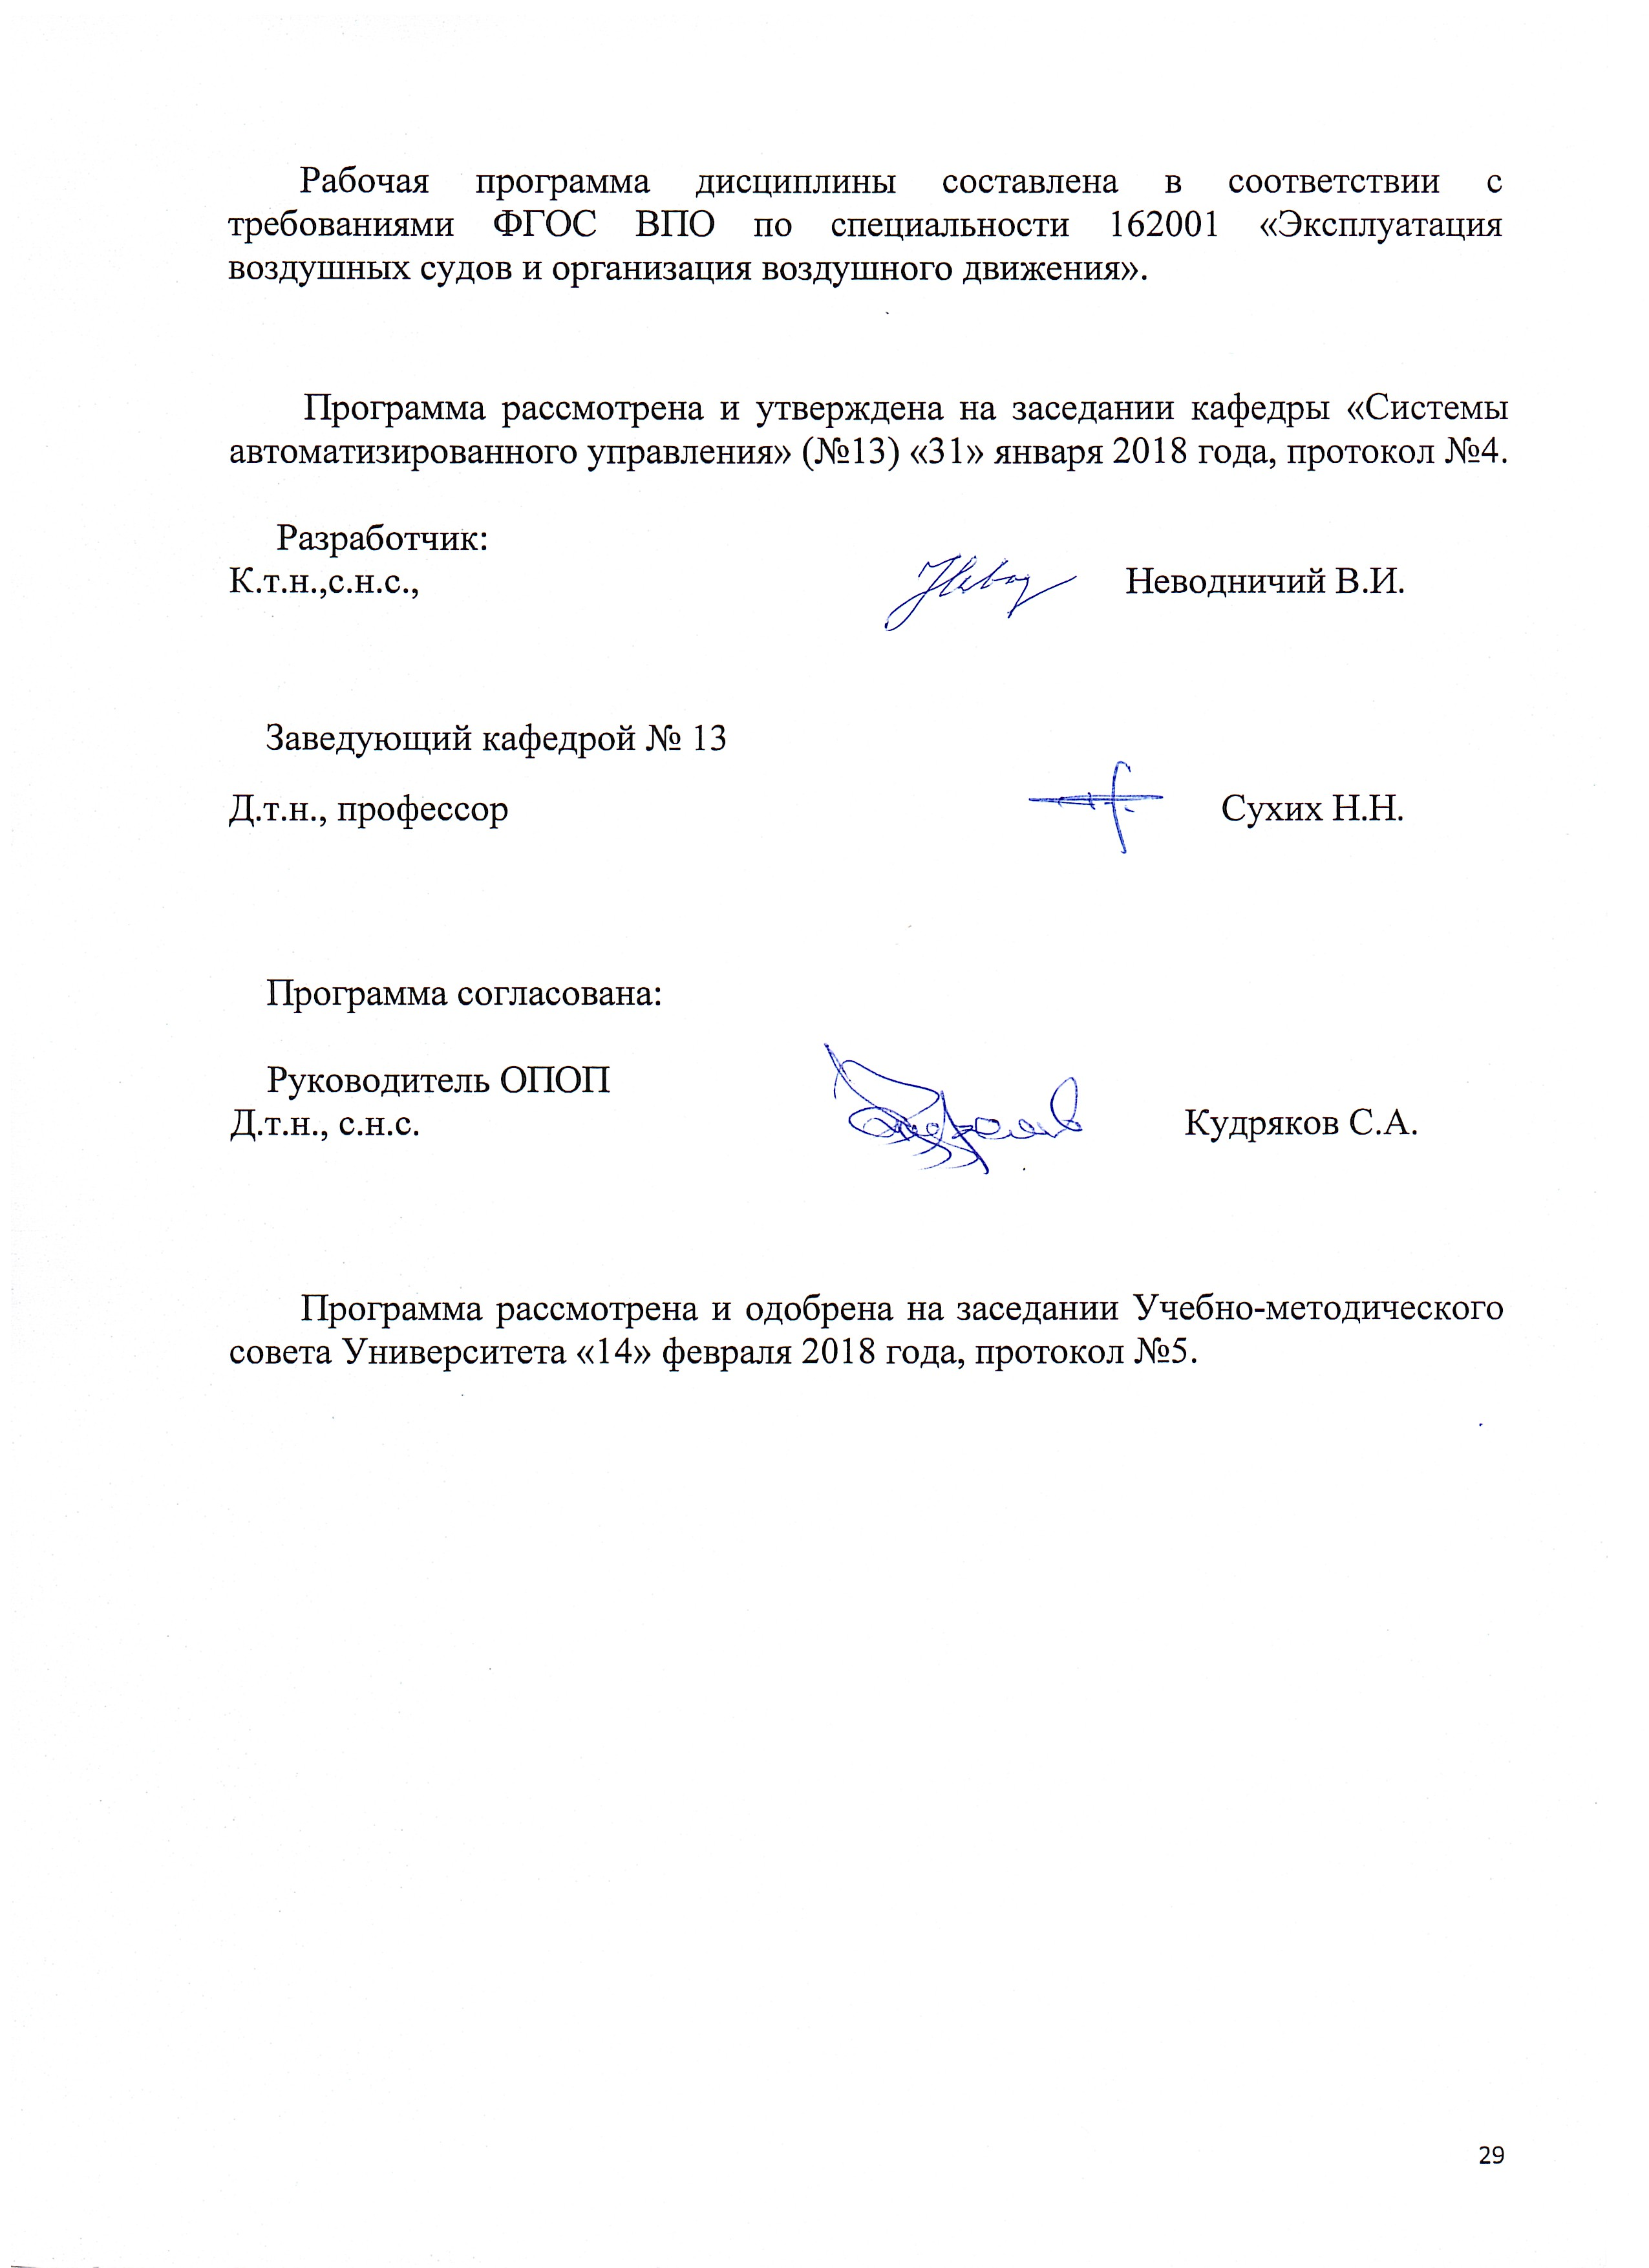 Рабочая программа дисциплины составлена в соответствии с
требованиями ФГОС ВПО по специальности 162001 «Эксплуатация
воздушных судов и организация воздушного движения».
Программа рассмотрена и утверждена на заседании кафедры «Системы
автоматизированного управления» (№13) «31» января 2018 года, протокол №4.
Разработчик:
К.т.н.,с.н.с., Неводничий В.И.
Заведующий кафедрой № 13
Д.т.н., профессор Сухих Н.Н.
Программа согласована:
Руководитель ОПОП
Д.т.н., с.н.с. Кудряков С.А.
Программа рассмотрена и одобрена на заседании Учебно-методического
совета Университета «14» февраля 2018 года, протокол №5.
29